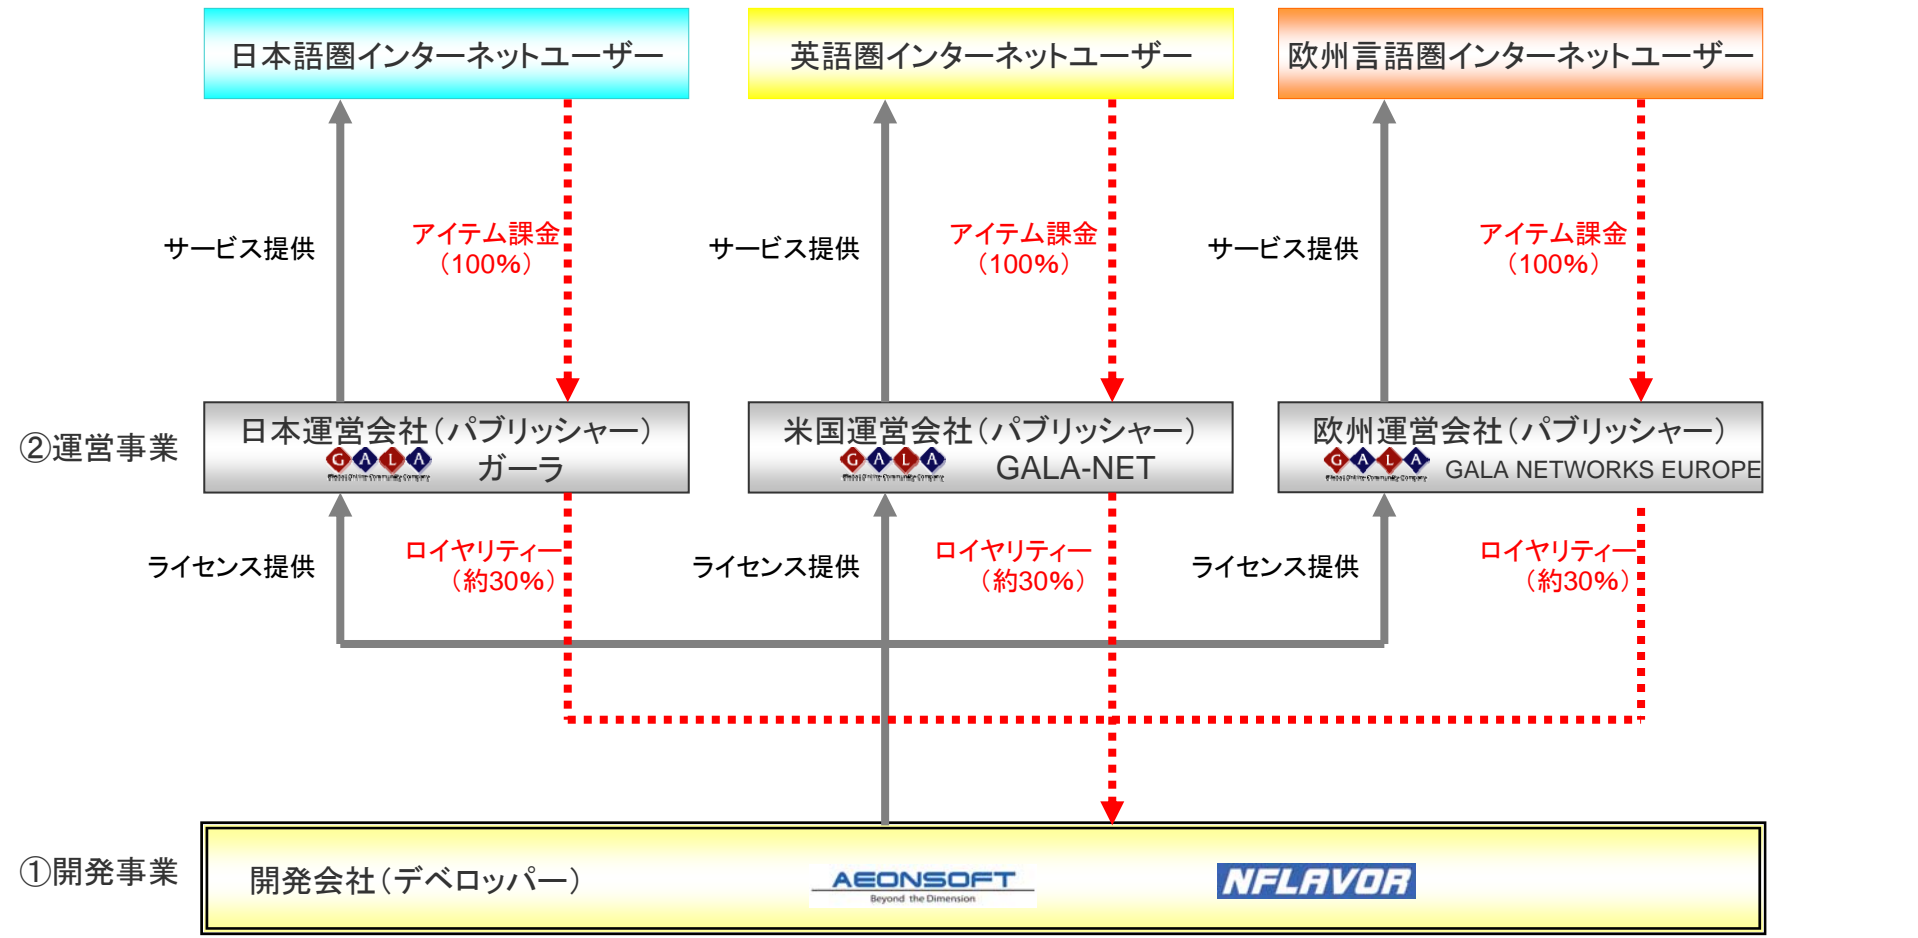 日本語圏インターネットユーザー
英語圏インターネットユーザー
欧州言語圏インターネットユーザー
サービス提供
アイテム課金
（100%）
サービス提供
アイテム課金
（100%）
サービス提供
アイテム課金
（100%）
②運営事業
日本運営会社（パブリッシャー）
GALA
ガーラ
米国運営会社（パブリッシャー）
GALA
GALA-NET
欧州運営会社（パブリッシャー）
GALA
GALA NETWORKS EUROPE
ライセンス提供
ロイヤリティー
（約30%）
ライセンス提供
ロイヤリティー
（約30%）
ライセンス提供
ロイヤリティー
（約30%）
①開発事業
開発会社（デベロッパー）
AEONSOFT
Beyond the Dimension
NFLAVOR